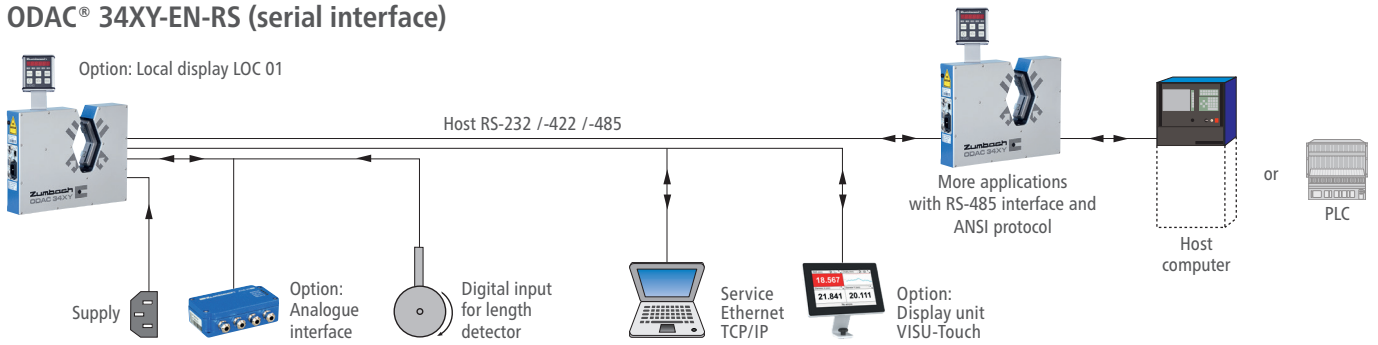 ODAC® 34XY-EN-RS (serial interface)
Option: Local display LOC 01
Host RS-232 /-422 /-485
Zumbach
ODAC 34XY
Zumbach
ODAC 34XY
More applications
with RS-485 interface and
ANSI protocol
or
PLC
Host
computer
Supply
Option:
Analogue
interface
Digital input
for length
detector
Service
Ethernet
TCP/IP
18.567
21.841 20.111
Option:
Display unit
VISU-Touch